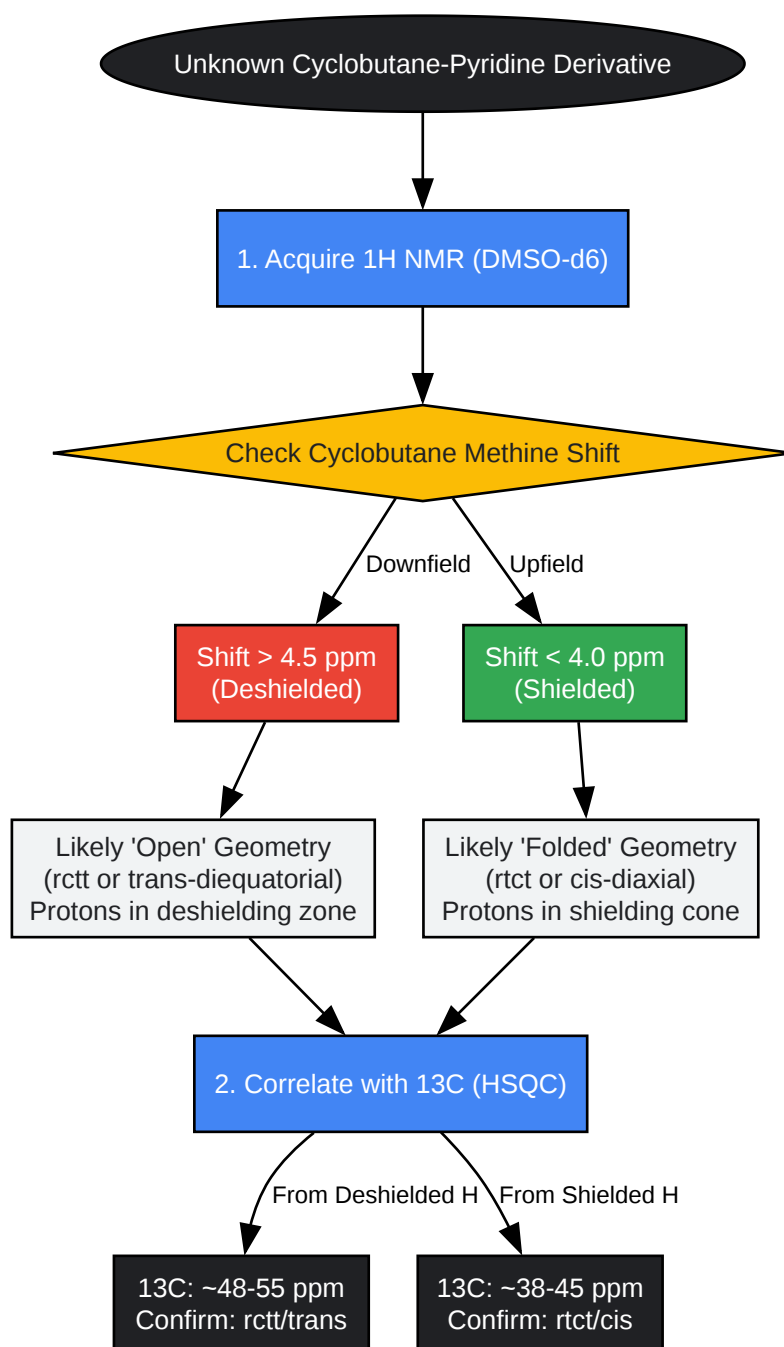 Unknown Cyclobutane-Pyridine Derivative
1. Acquire 1H NMR (DMSO-d6)
Check Cyclobutane Methine Shift
Downfield
Upfield
Shift > 4.5 ppm
(Deshielded)
Shift < 4.0 ppm
(Shielded)
Likely 'Open' Geometry
(rctt or trans-diequatorial)
Protons in deshielding zone
Likely 'Folded' Geometry
(rtct or cis-diaxial)
Protons in shielding cone
2. Correlate with 13C (HSQC)
From Deshielded H
From Shielded H
13C: ~48-55 ppm
Confirm: rctt/trans
13C: ~38-45 ppm
Confirm: rtct/cis